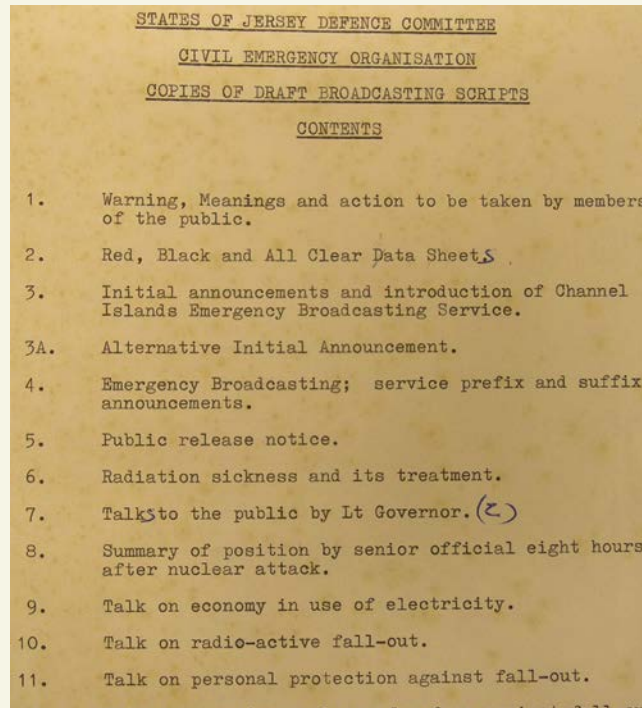 STATES OF JERSEY DEFENCE COMMITTEE
CIVIL EMERGENCY ORGANISATION
COPIES OF DRAFT BROADCASTING SCRIPTS
CONTENTS
1. Warning, Meanings and action to be taken by members
of the public.
2. Red, Black and All Clear Data Sheets
3. Initial announcements and introduction of Channel
Islands Emergency Broadcasting Service.
3A. Alternative Initial Announcement.
4. Emergency Broadcasting; service prefix and suffix
announcements.
5. Public release notice.
6. Radiation sickness and its treatment.
7. Talks to the public by Lt Governor. (2)
8. Summary of position by senior official eight hours
after nuclear attack.
9. Talk on economy in use of electricity.
10. Talk on radio-active fall-out.
11. Talk on personal protection against fall-out.